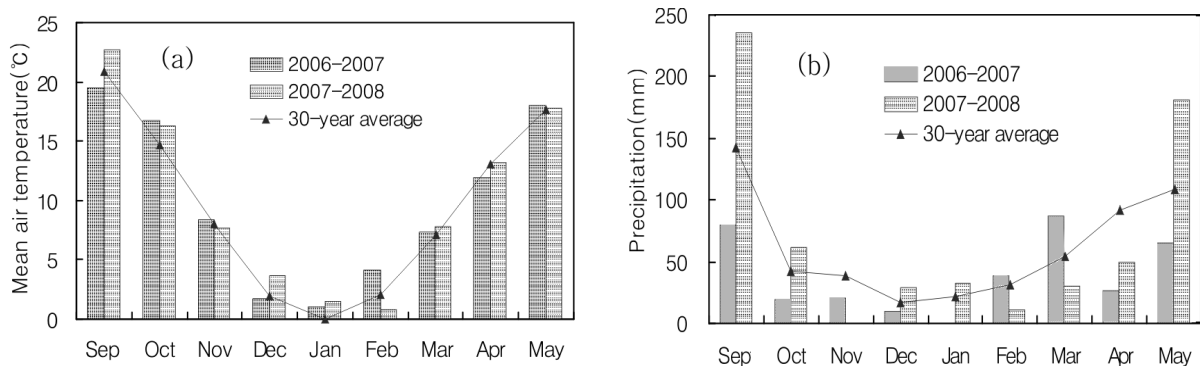 Mean air temperature(℃)
25
20
15
10
5
0
(a)
2006-2007
2007-2008
30-year average
Sep Oct Nov Dec Jan Feb Mar Apr May
Precipitation(mm)
250
200
150
100
50
0
(b)
2006-2007
2007-2008
30-year average
Sep Oct Nov Dec Jan Feb Mar Apr May